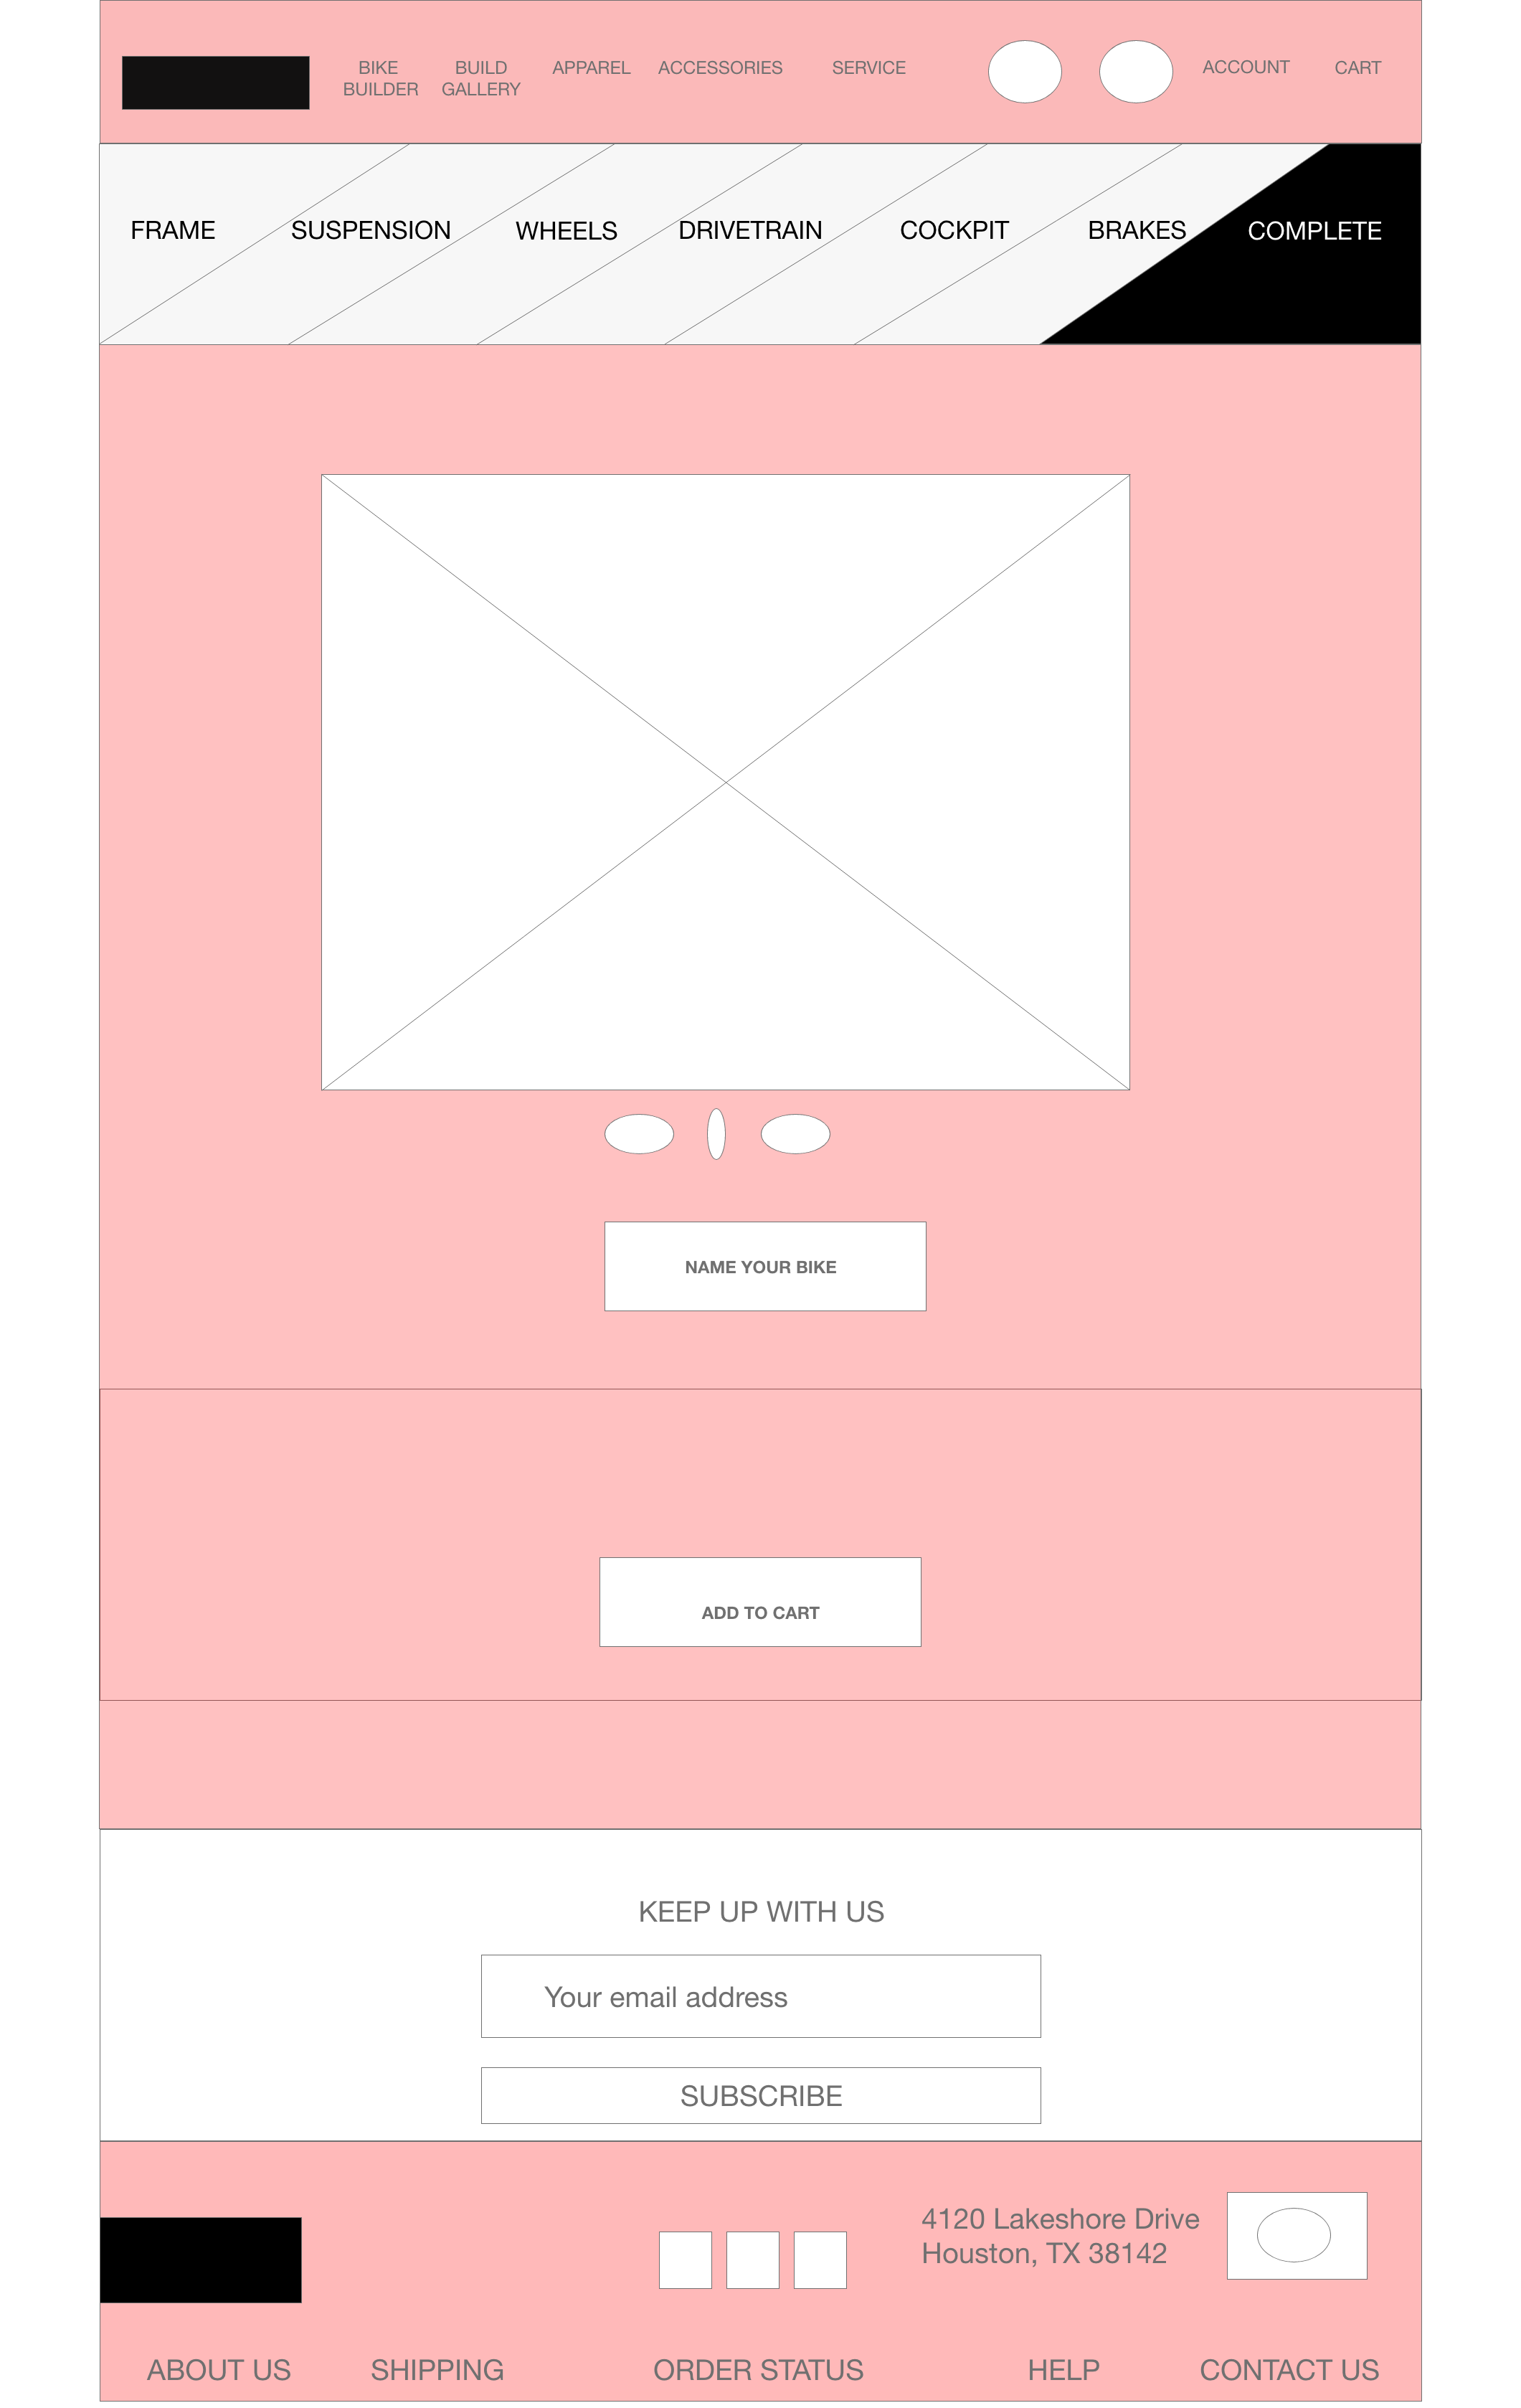 BIKE BUILDER
BUILD GALLERY
APPAREL
ACCESSORIES
SERVICE
ACCOUNT
CART
FRAME
SUSPENSION
WHEELS
DRIVETRAIN
COCKPIT
BRAKES
COMPLETE
NAME YOUR BIKE
ADD TO CART
KEEP UP WITH US
Your email address
SUBSCRIBE
4120 Lakeshore Drive
Houston, TX 38142
ABOUT US
SHIPPING
ORDER STATUS
HELP
CONTACT US